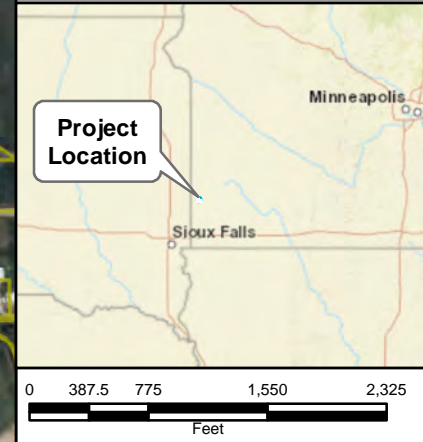 Minneapolis
Project
Location
Sioux Falls
0 387.5 775 1,550 2,325
Feet